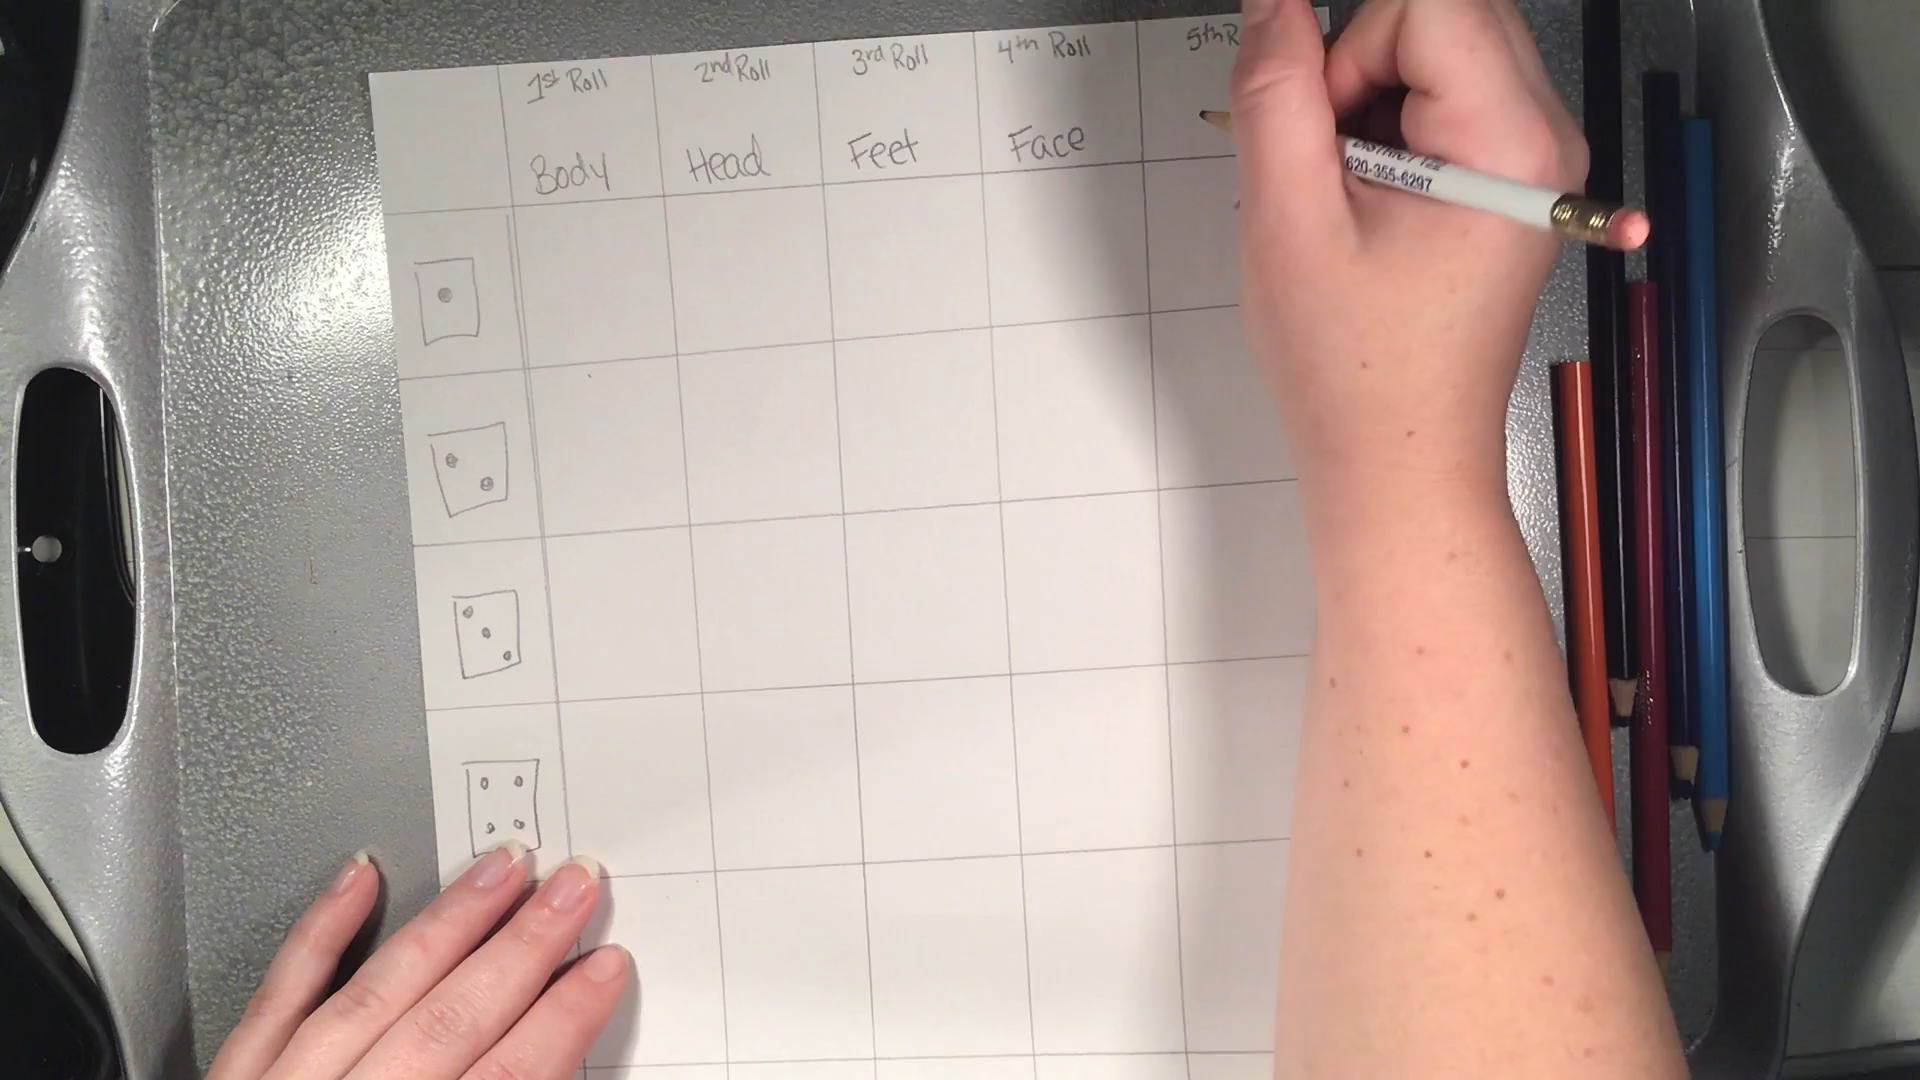 1st Roll
2nd Roll
3rd Roll
4th Roll
5th R
Body
Head
Feet
Face
620-355-6297